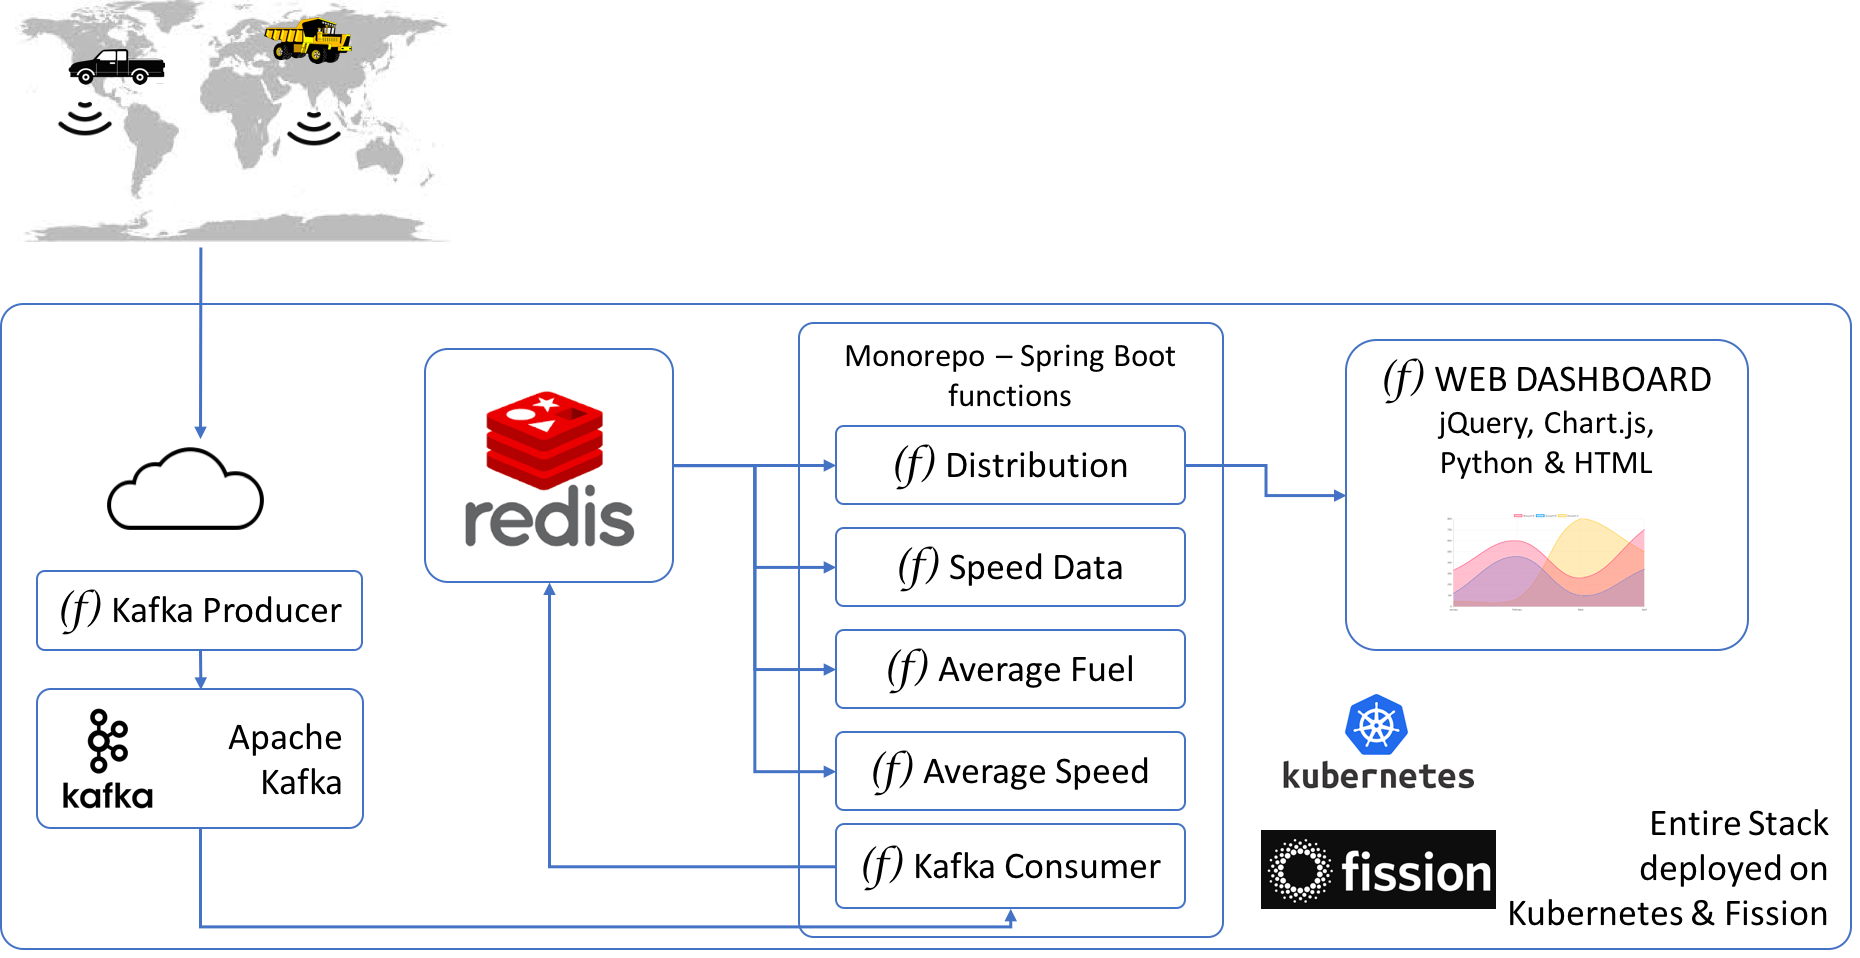 Monorepo – Spring Boot
functions
(f) WEB DASHBOARD
jQuery, Chart.js,
Python & HTML
redis
(f) Distribution
(f) Speed Data
(f) Kafka Producer
(f) Average Fuel
Apache
Kafka
kafka
(f) Average Speed
kubernetes
(f) Kafka Consumer
fission
Entire Stack
deployed on
Kubernetes & Fission